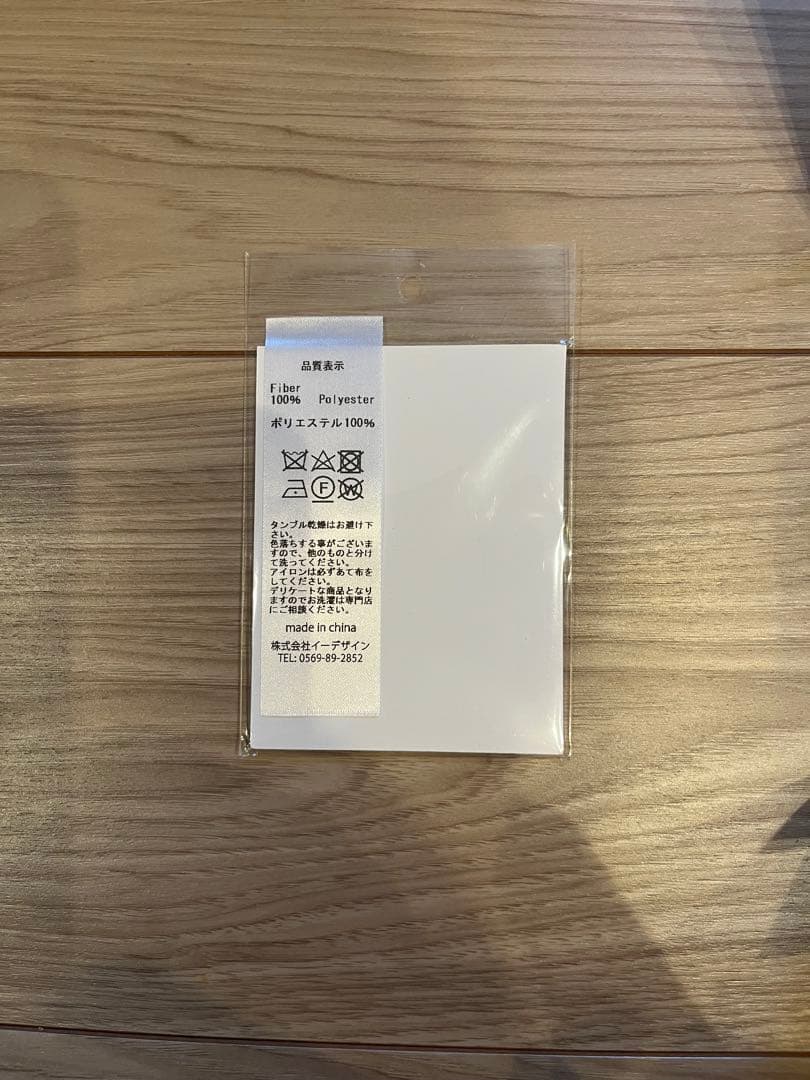 品質表示
Fiber
100% Polyester
ポリエステル100%
F
W
タンブル乾燥はお避け下
さい。
色落ちする事がございま
すので、他のものと分け
て洗ってください。
アイロンは必ずあて布を
してください。
デリケートな商品となり
ますのでお洗濯は専門店
にご相談ください。
made in china
株式会社イーデザイン
TEL: 0569-89-2852